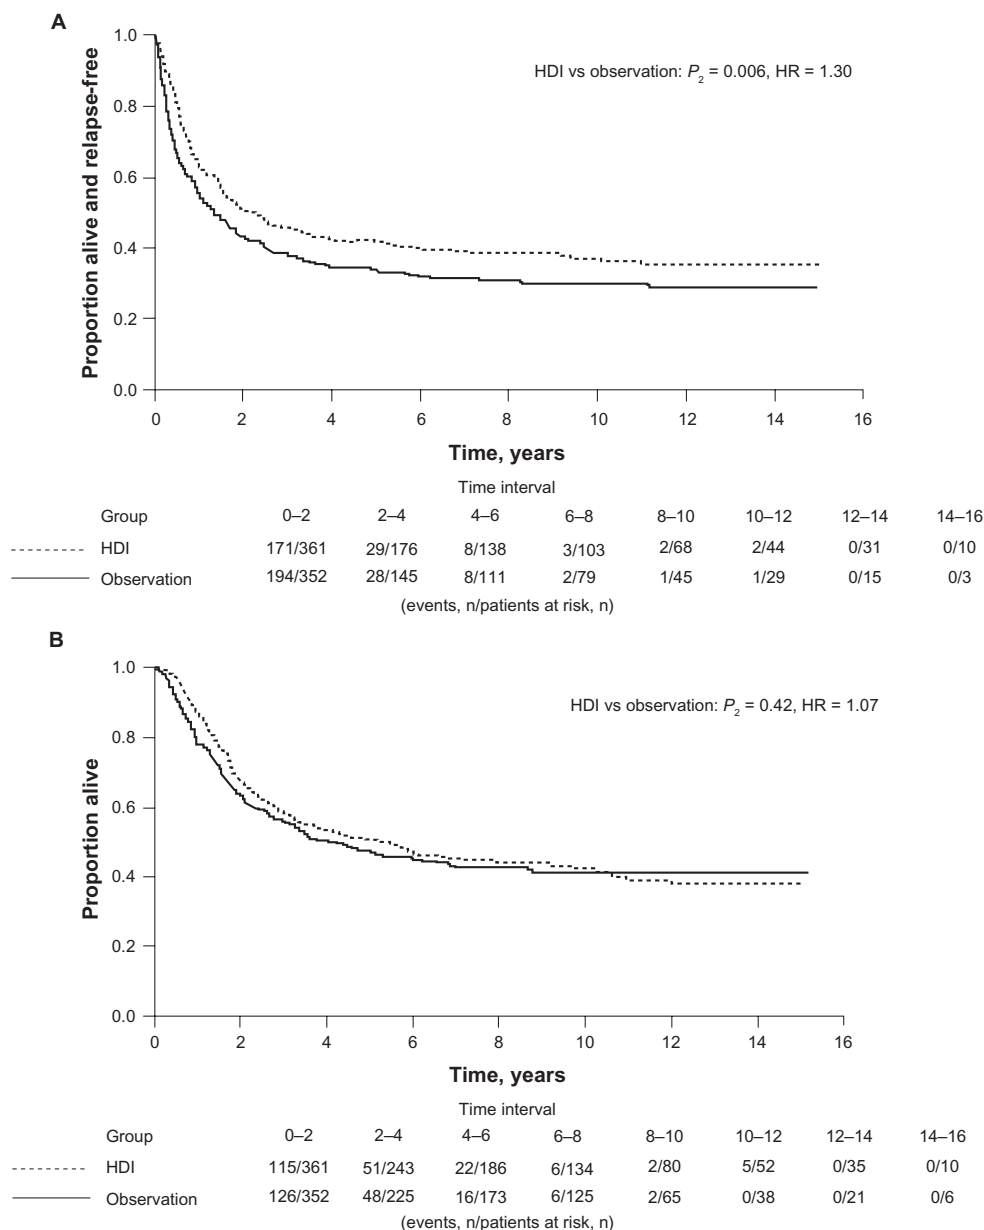 A
1.0
0.8
0.6
0.4
0.2
0.0
Proportion alive and relapse-free
HDI vs observation: P2 = 0.006, HR = 1.30
0 2 4 6 8 10 12 14 16
Time, years
Time interval
Group 0–2 2–4 4–6 6–8 8–10 10–12 12–14 14–16
HDI 171/361 29/176 8/138 3/103 2/68 2/44 0/31 0/10
Observation 194/352 28/145 8/111 2/79 1/45 1/29 0/15 0/3
(events, n/patients at risk, n)
B
1.0
0.8
0.6
0.4
0.2
0.0
Proportion alive
HDI vs observation: P2 = 0.42, HR = 1.07
0 2 4 6 8 10 12 14 16
Time, years
Time interval
Group 0–2 2–4 4–6 6–8 8–10 10–12 12–14 14–16
HDI 115/361 51/243 22/186 6/134 2/80 5/52 0/35 0/10
Observation 126/352 48/225 16/173 6/125 2/65 0/38 0/21 0/6
(events, n/patients at risk, n)